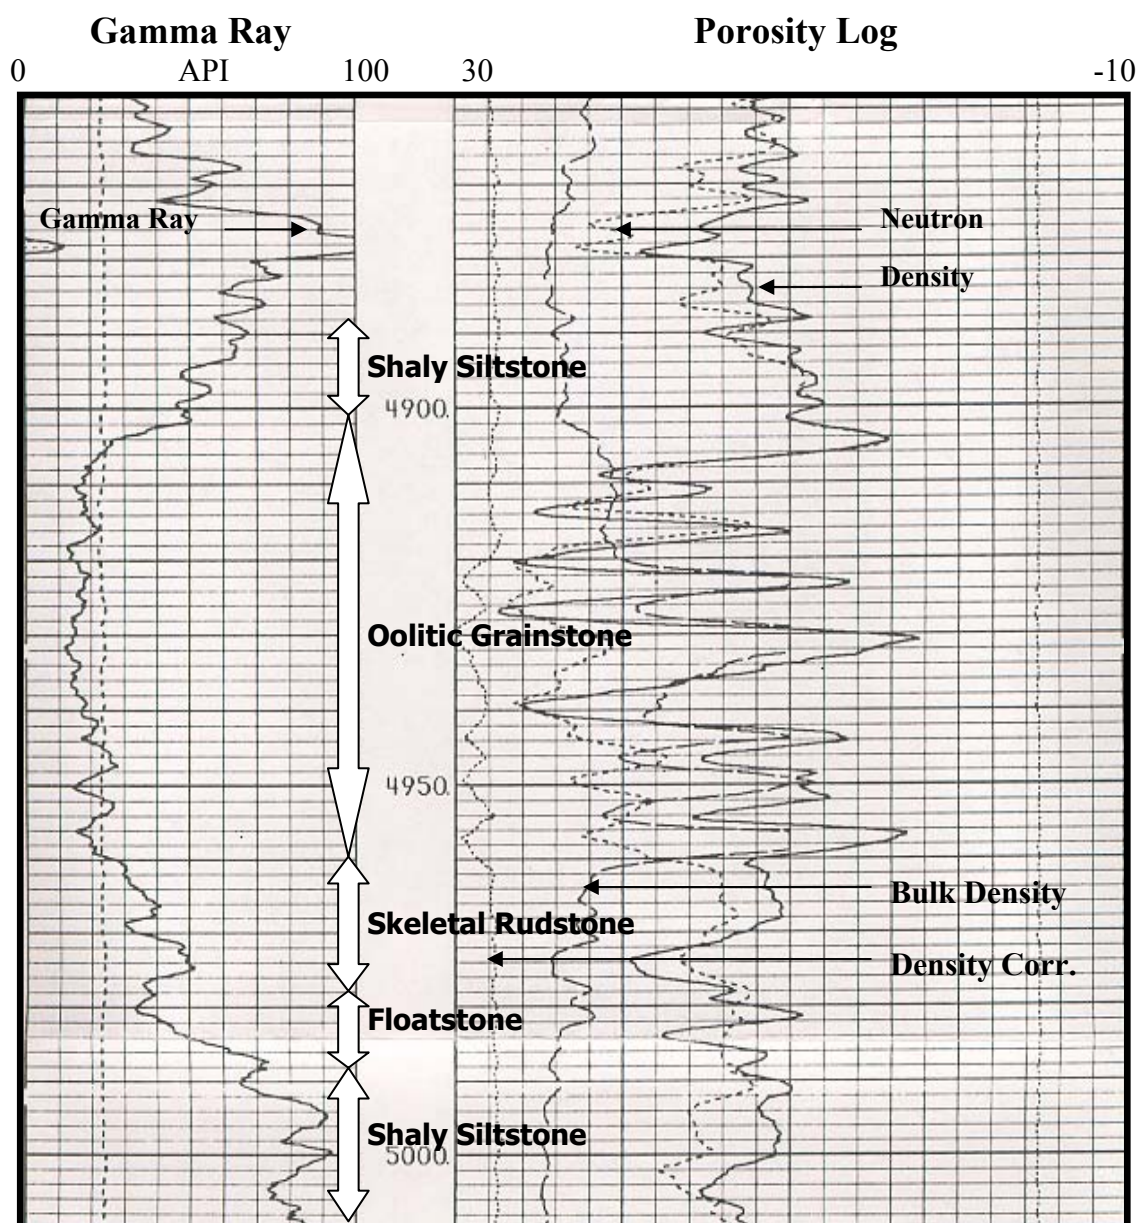 Gamma Ray Porosity Log
0 API 100 30 -10
Gamma Ray
Neutron
Density
Shaly Siltstone
4900.
Oolitic Grainstone
4950.
Bulk Density
Skeletal Rudstone
Density Corr.
Floatstone
Shaly Siltstone
5000.